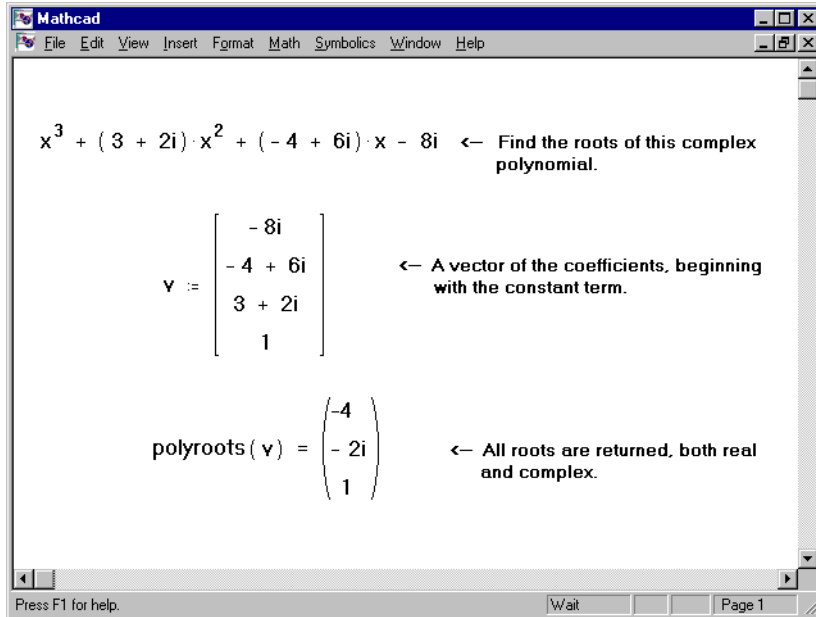 Mathcad
File Edit View Insert Format Math Symbolics Window Help
x³ + ( 3 + 2i ) · x² + ( - 4 + 6i ) · x - 8i <– Find the roots of this complex
polynomial.
v := [ - 8i
- 4 + 6i
3 + 2i
1 ]
<– A vector of the coefficients, beginning
with the constant term.
polyroots ( v ) = ( -4
- 2i
1 )
<– All roots are returned, both real
and complex.
Press F1 for help. Wait Page 1